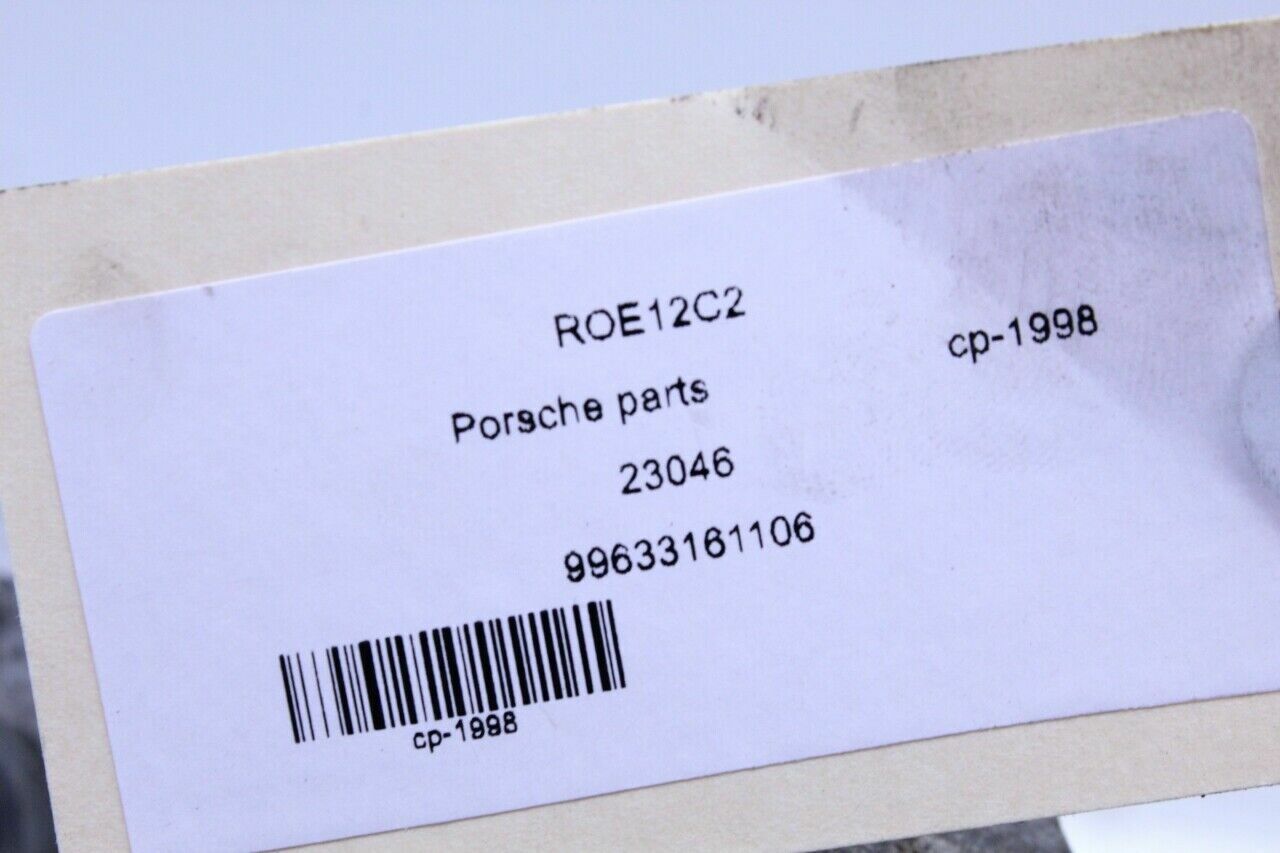 ROE12C2
cp-1998
Porsche parts
23046
99633161106
cp-1998